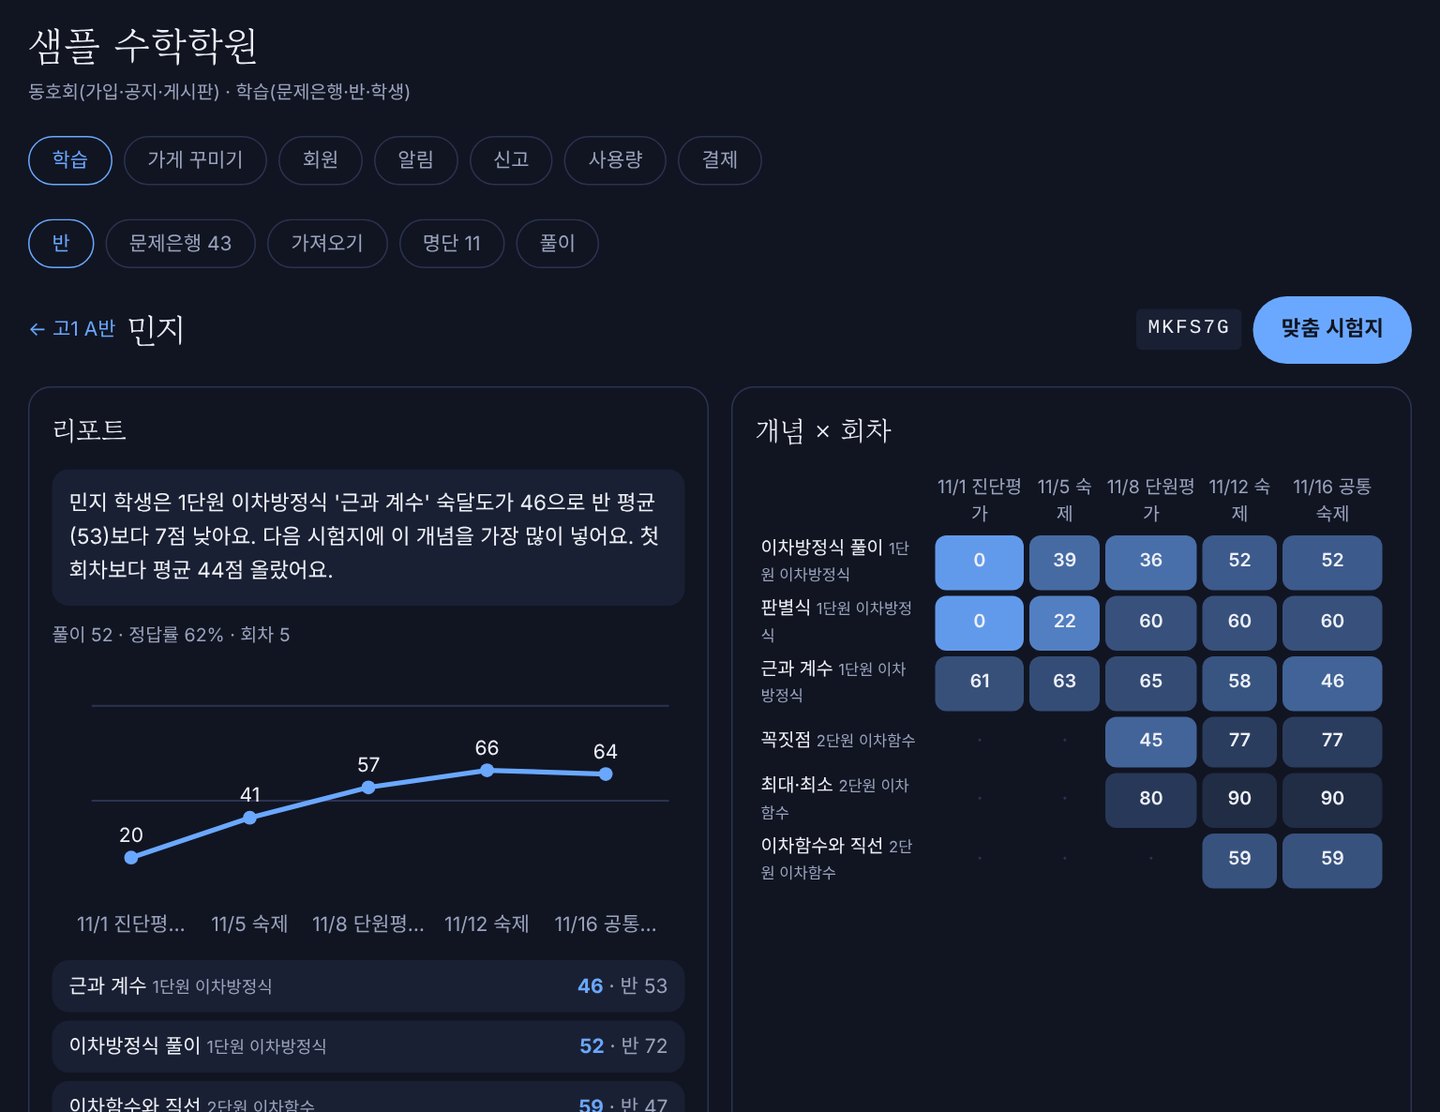 샘플 수학학원
동호회(가입·공지·게시판) · 학습(문제은행·반·학생)
학습 가게 꾸미기 회원 알림 신고 사용량 결제
반 문제은행 43 가져오기 명단 11 풀이
← 고1 A반 민지 MKFS7G 맞춤 시험지
리포트
민지 학생은 1단원 이차방정식 '근과 계수' 숙달도가 46으로 반 평균
(53)보다 7점 낮아요. 다음 시험지에 이 개념을 가장 많이 넣어요. 첫
회차보다 평균 44점 올랐어요.
풀이 52 · 정답률 62% · 회차 5
20 41 57 66 64
11/1 진단평... 11/5 숙제 11/8 단원평... 11/12 숙제 11/16 공통...
근과 계수 1단원 이차방정식 46 · 반 53
이차방정식 풀이 1단원 이차방정식 52 · 반 72
이차함수와 직선 2단원 이차함수 59 · 반 47
개념 × 회차
11/1 진단평 11/5 숙 11/8 단원평 11/12 숙 11/16 공통
가 제 가 제 숙제
이차방정식 풀이 1단
원 이차방정식
0 39 36 52 52
판별식 1단원 이차방정
식
0 22 60 60 60
근과 계수 1단원 이차
방정식
61 63 65 58 46
꼭짓점 2단원 이차함수 · · 45 77 77
최대·최소 2단원 이차
함수
· · 80 90 90
이차함수와 직선 2단
원 이차함수
· · · 59 59